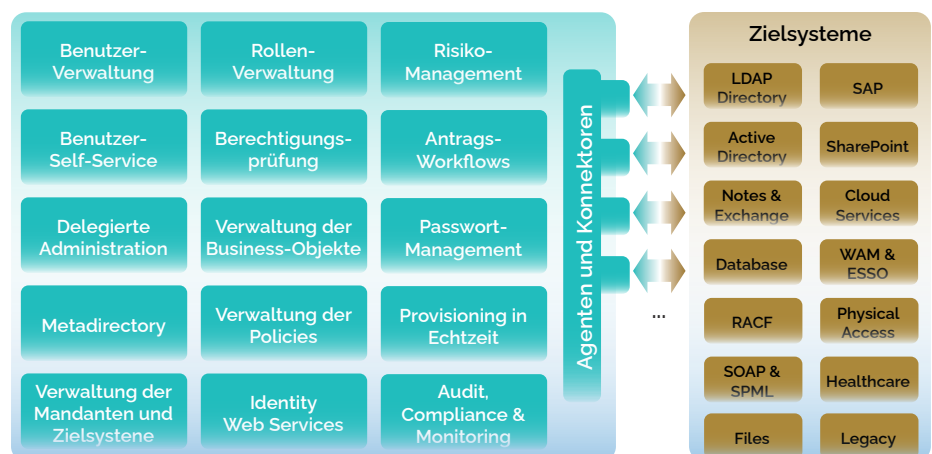 Benutzer-
Verwaltung
Rollen-
Verwaltung
Risiko-
Management
Benutzer-
Self-Service
Berechtigungs-
prüfung
Antrags-
Workflows
Delegierte
Administration
Verwaltung der
Business-Objekte
Passwort-
Management
Metadirectory
Verwaltung der
Policies
Provisioning in
Echtzeit
Verwaltung der
Mandanten und
Zielsystene
Identity
Web Services
Audit,
Compliance &
Monitoring
Agenten und Konnektoren
...
Zielsysteme
LDAP
Directory
SAP
Active
Directory
SharePoint
Notes &
Exchange
Cloud
Services
Database
WAM &
ESSO
RACF
Physical
Access
SOAP &
SPML
Healthcare
Files
Legacy